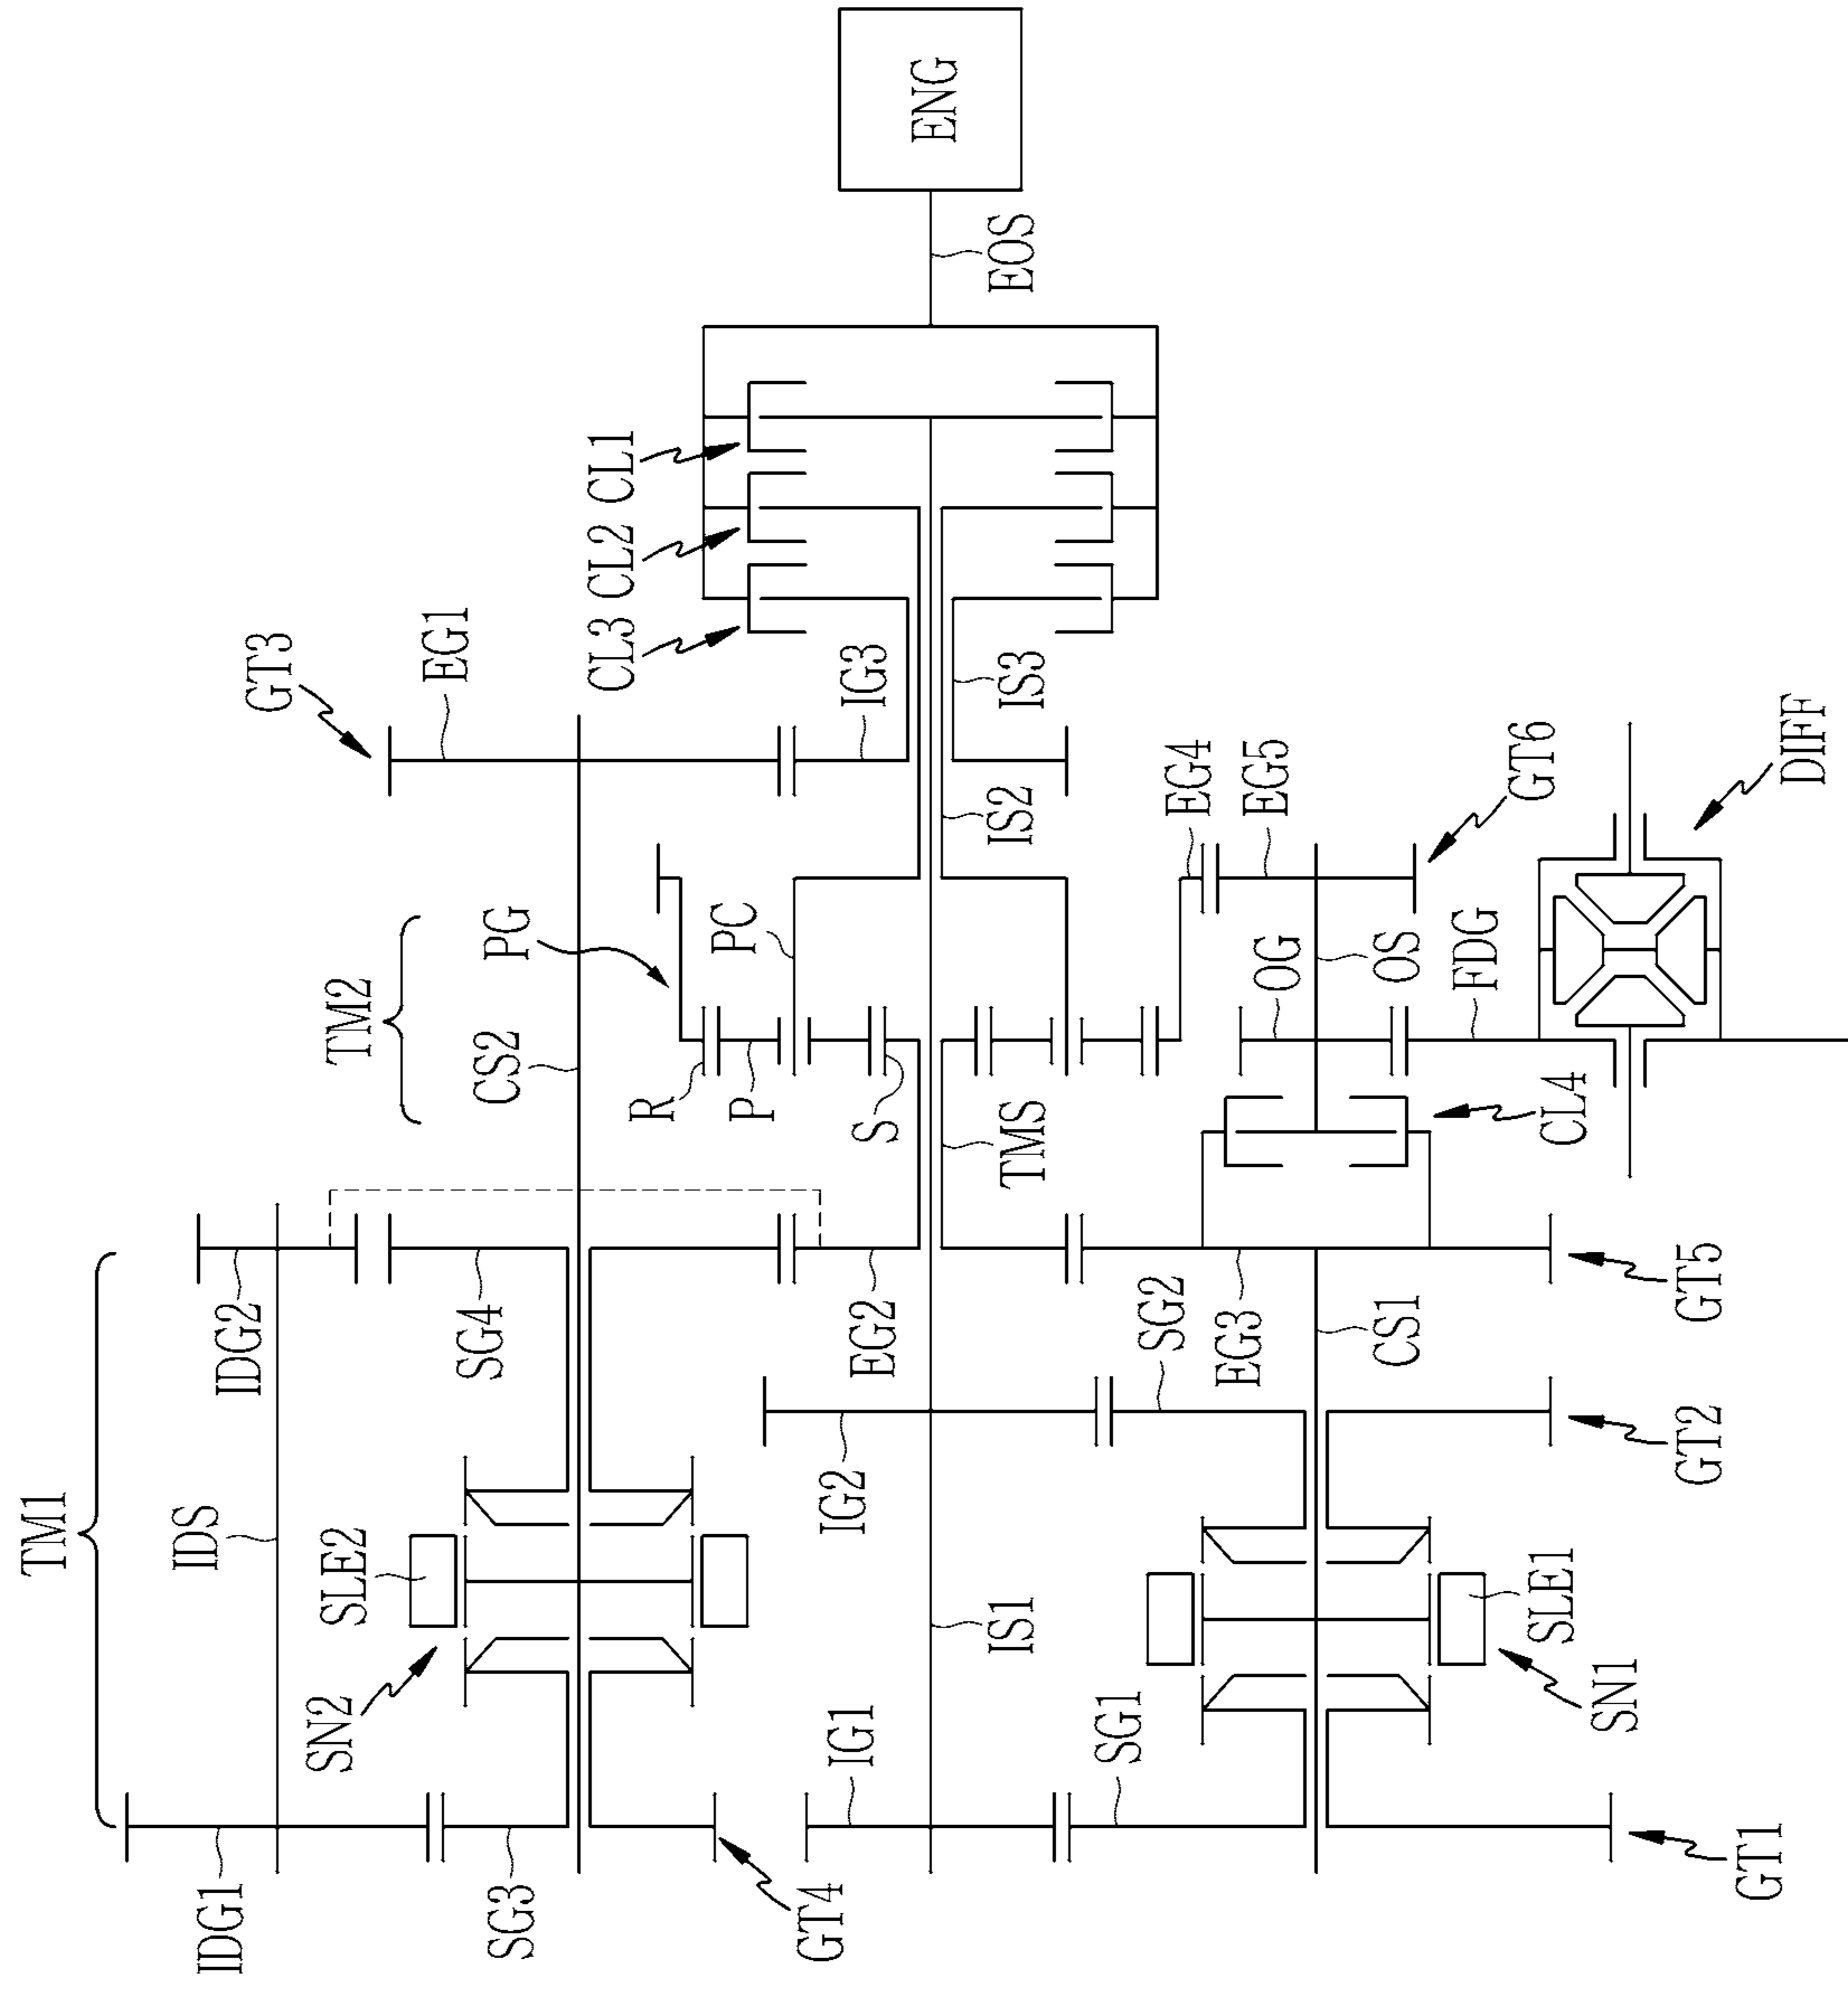 ENG
EOS
CL1
CL2
CL3
GT3
EG1
IG3
IS3
IS2
EG4
EG5
GT6
DIFF
TM2
PG
PC
CS2
OG
OS
FDG
R
P
S
TMS
CL4
TM1
IDG2
SG4
EG2
SG2
EG3
CS1
GT5
IDS
SLE2
IG2
GT2
SN2
IS1
SLE1
SN1
IG1
SG1
IDG1
SG3
GT4
GT1